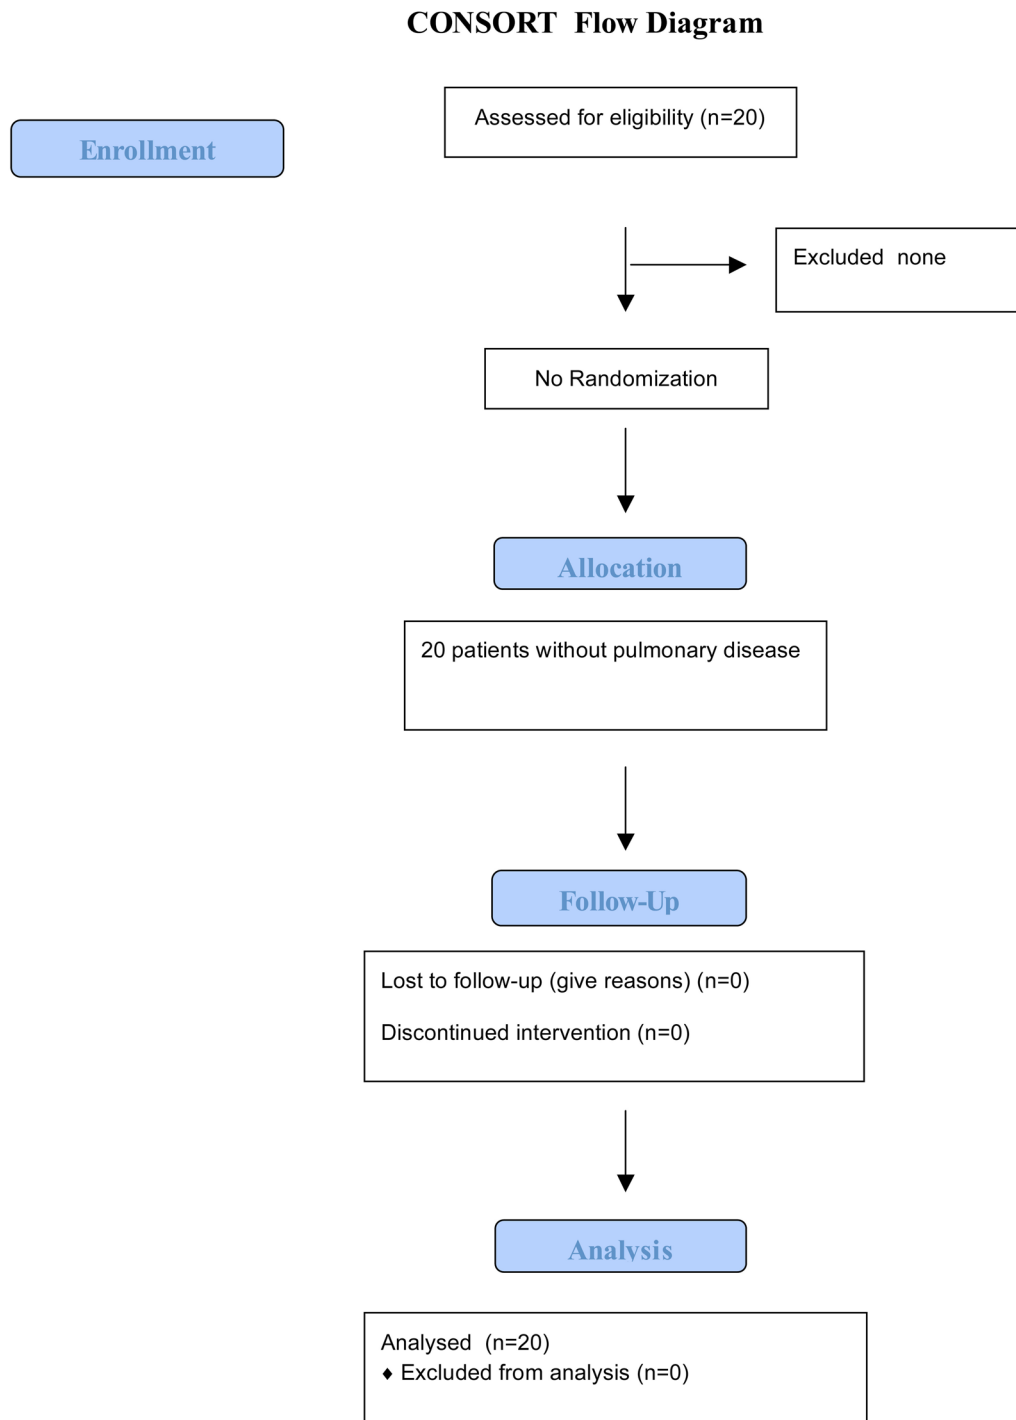 CONSORT  Flow Diagram
Assessed for eligibility (n=20)
Enrollment
Excluded  none
No Randomization
Allocation
20 patients without pulmonary disease
Follow-Up
Lost to follow-up (give reasons) (n=0)
Discontinued intervention (n=0)
Analysis
Analysed  (n=20)
♦ Excluded from analysis (n=0)